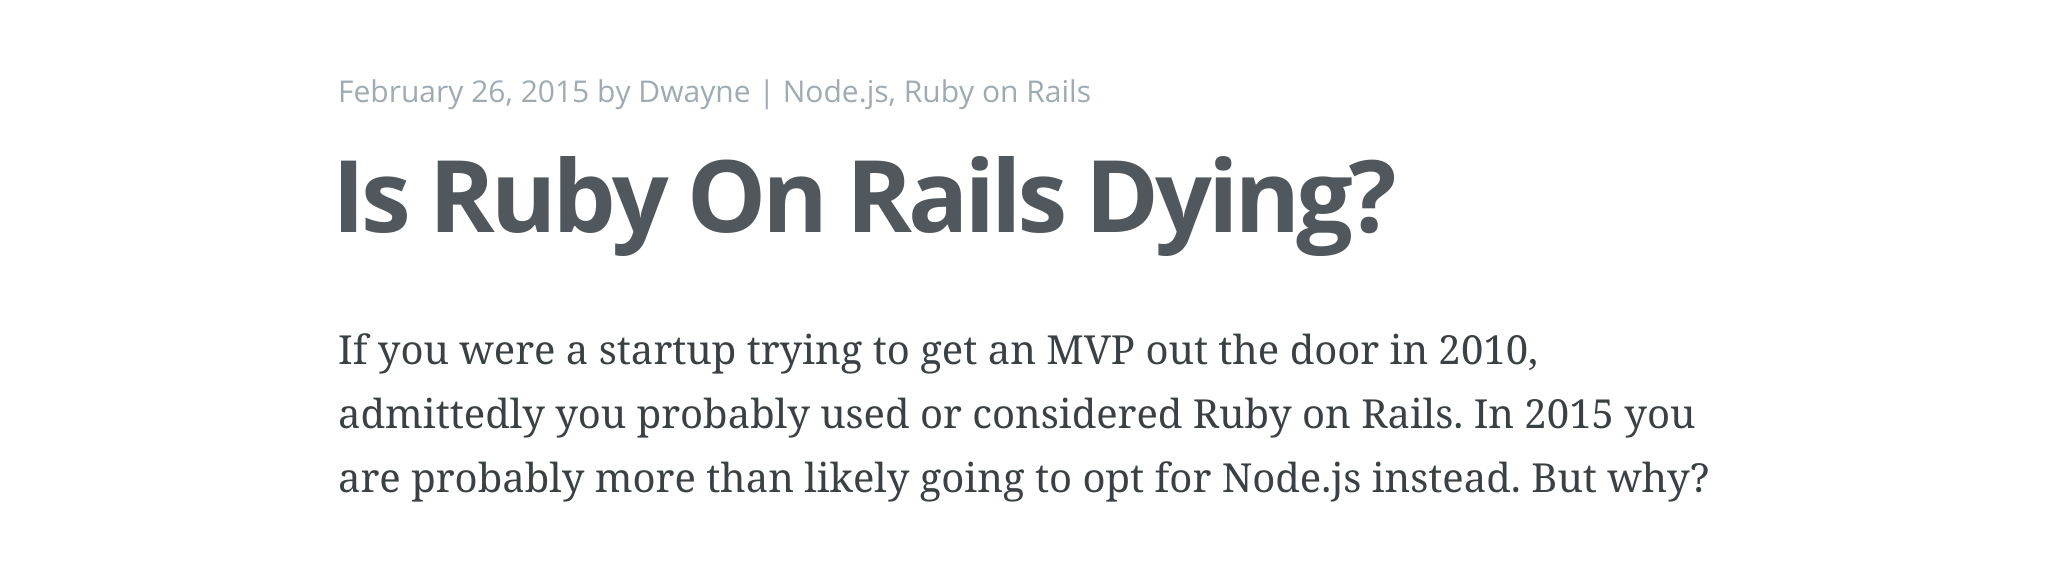 February 26, 2015 by Dwayne | Node.js, Ruby on Rails
Is Ruby On Rails Dying?
If you were a startup trying to get an MVP out the door in 2010,
admittedly you probably used or considered Ruby on Rails. In 2015 you
are probably more than likely going to opt for Node.js instead. But why?